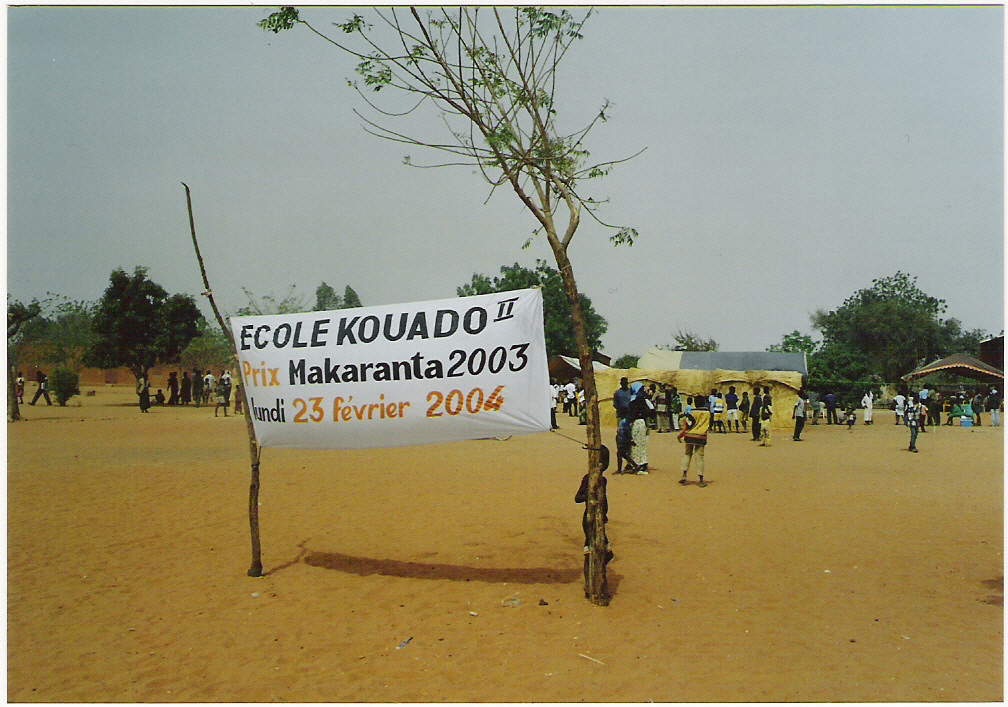 ECOLE KOUADO II
Prix Makaranta 2003
lundi 23 février 2004